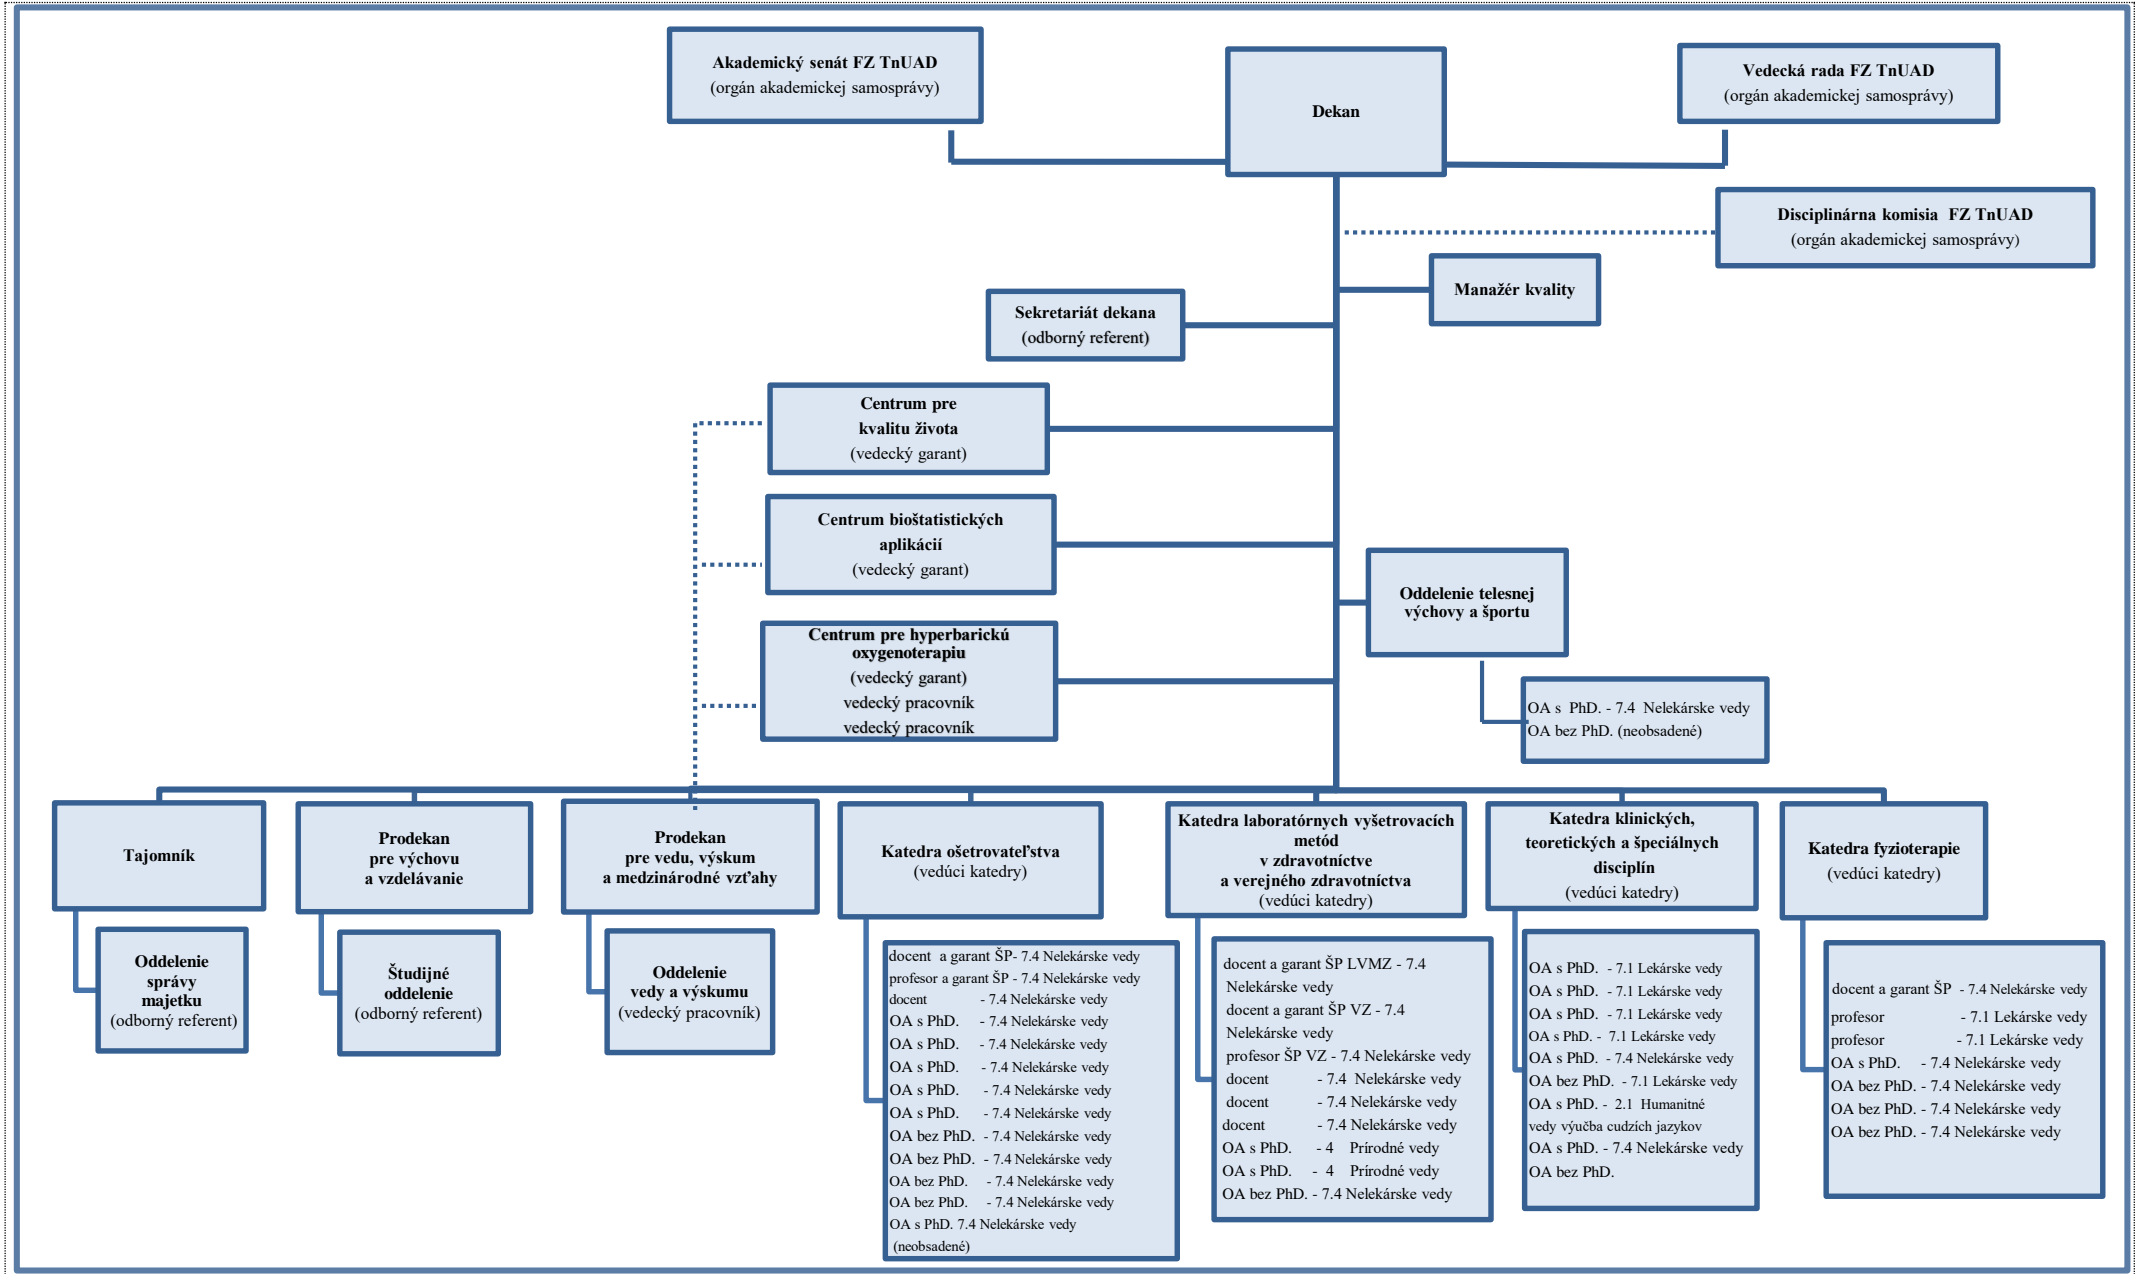 Akademický senát FZ TnUAD
(orgán akademickej samosprávy)
Dekan
Vedecká rada FZ TnUAD
(orgán akademickej samosprávy)
Disciplinárna komisia FZ TnUAD
(orgán akademickej samosprávy)
Manažér kvality
Sekretariát dekana
(odborný referent)
Centrum pre
kvalitu života
(vedecký garant)
Centrum bioštatistických
aplikácií
(vedecký garant)
Oddelenie telesnej
výchovy a športu
Centrum pre hyperbarickú
oxygenoterapiu
(vedecký garant)
vedecký pracovník
vedecký pracovník
OA s PhD. - 7.4 Nelekárske vedy
OA bez PhD. (neobsadené)
Tajomník
Prodekan
pre výchovu
a vzdelávanie
Prodekan
pre vedu, výskum
a medzinárodné vzťahy
Katedra ošetrovateľstva
(vedúci katedry)
Katedra laboratórnych vyšetrovacích
metód
v zdravotníctve
a verejného zdravotníctva
(vedúci katedry)
Katedra klinických,
teoretických a špeciálnych
disciplín
(vedúci katedry)
Katedra fyzioterapie
(vedúci katedry)
Oddelenie
správy
majetku
(odborný referent)
Študijné
oddelenie
(odborný referent)
Oddelenie
vedy a výskumu
(vedecký pracovník)
docent a garant ŠP- 7.4 Nelekárske vedy
profesor a garant ŠP - 7.4 Nelekárske vedy
docent - 7.4 Nelekárske vedy
OA s PhD. - 7.4 Nelekárske vedy
OA s PhD. - 7.4 Nelekárske vedy
OA s PhD. - 7.4 Nelekárske vedy
OA s PhD. - 7.4 Nelekárske vedy
OA s PhD. - 7.4 Nelekárske vedy
OA bez PhD. - 7.4 Nelekárske vedy
OA bez PhD. - 7.4 Nelekárske vedy
OA bez PhD. - 7.4 Nelekárske vedy
OA bez PhD. - 7.4 Nelekárske vedy
OA s PhD. 7.4 Nelekárske vedy
(neobsadené)
docent a garant ŠP LVMZ - 7.4
Nelekárske vedy
docent a garant ŠP VZ - 7.4
Nelekárske vedy
profesor ŠP VZ - 7.4 Nelekárske vedy
docent - 7.4 Nelekárske vedy
docent - 7.4 Nelekárske vedy
docent - 7.4 Nelekárske vedy
OA s PhD. - 4 Prírodné vedy
OA s PhD. - 4 Prírodné vedy
OA bez PhD. - 7.4 Nelekárske vedy
OA s PhD. - 7.1 Lekárske vedy
OA s PhD. - 7.1 Lekárske vedy
OA s PhD. - 7.1 Lekárske vedy
OA s PhD. - 7.1 Lekárske vedy
OA s PhD. - 7.4 Nelekárske vedy
OA bez PhD. - 7.1 Lekárske vedy
OA s PhD. - 2.1 Humanitné
vedy výučba cudzích jazykov
OA s PhD. - 7.4 Nelekárske vedy
OA bez PhD.
docent a garant ŠP - 7.4 Nelekárske vedy
profesor - 7.1 Lekárske vedy
profesor - 7.1 Lekárske vedy
OA s PhD. - 7.4 Nelekárske vedy
OA bez PhD. - 7.4 Nelekárske vedy
OA bez PhD. - 7.4 Nelekárske vedy
OA bez PhD. - 7.4 Nelekárske vedy